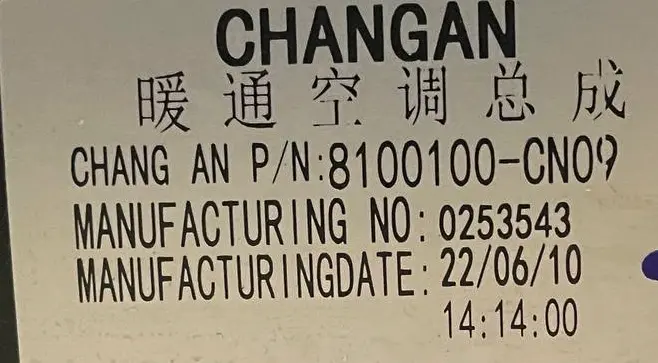 CHANGAN
暖通空调总成
CHANG AN P/N:8100100-CN09
MANUFACTURING NO:0253543
MANUFACTURINGDATE:22/06/10
14:14:00